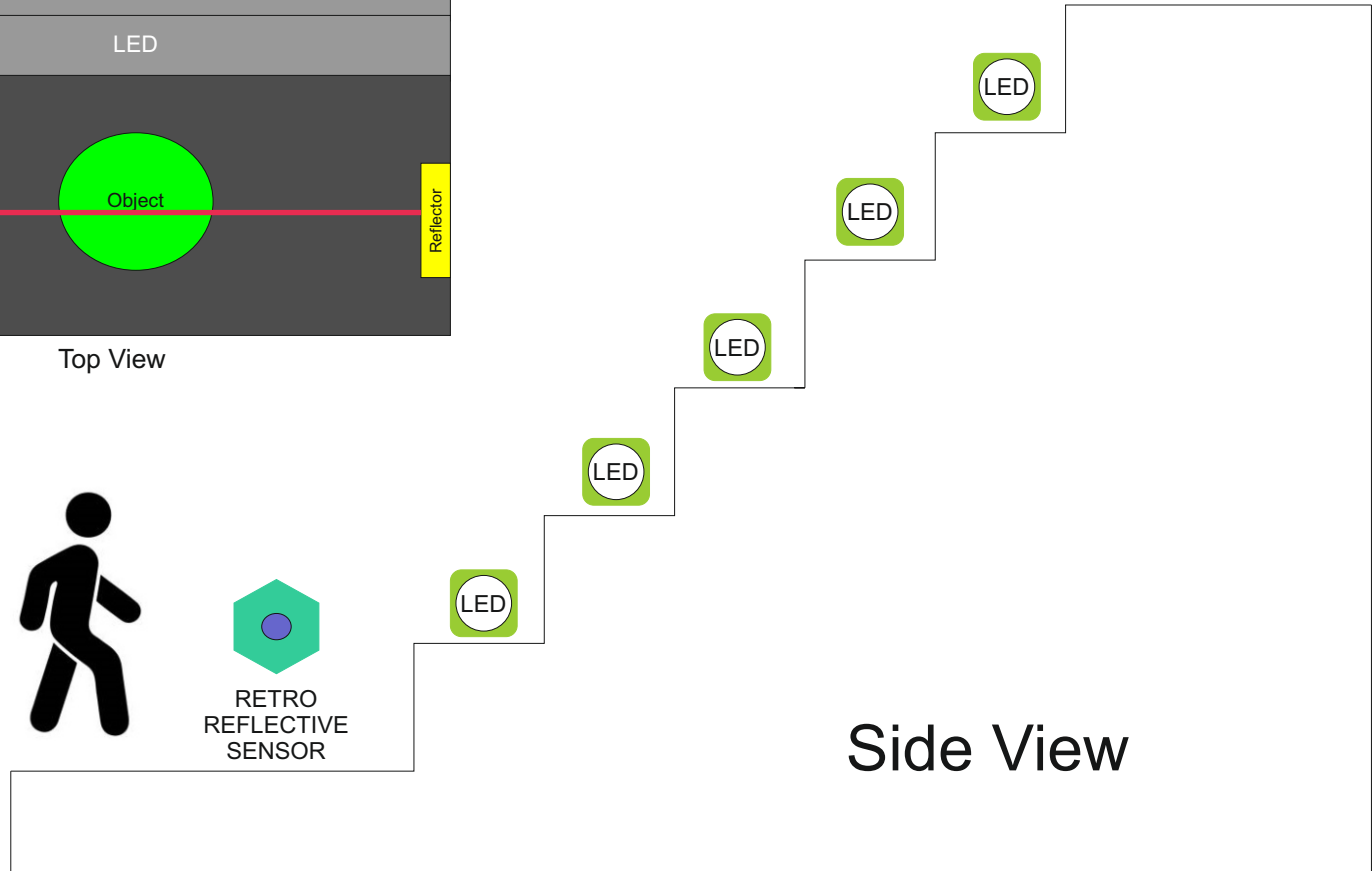 LED
Object
Reflector
Top View
LED
LED
LED
LED
LED
RETRO
REFLECTIVE
SENSOR
Side View